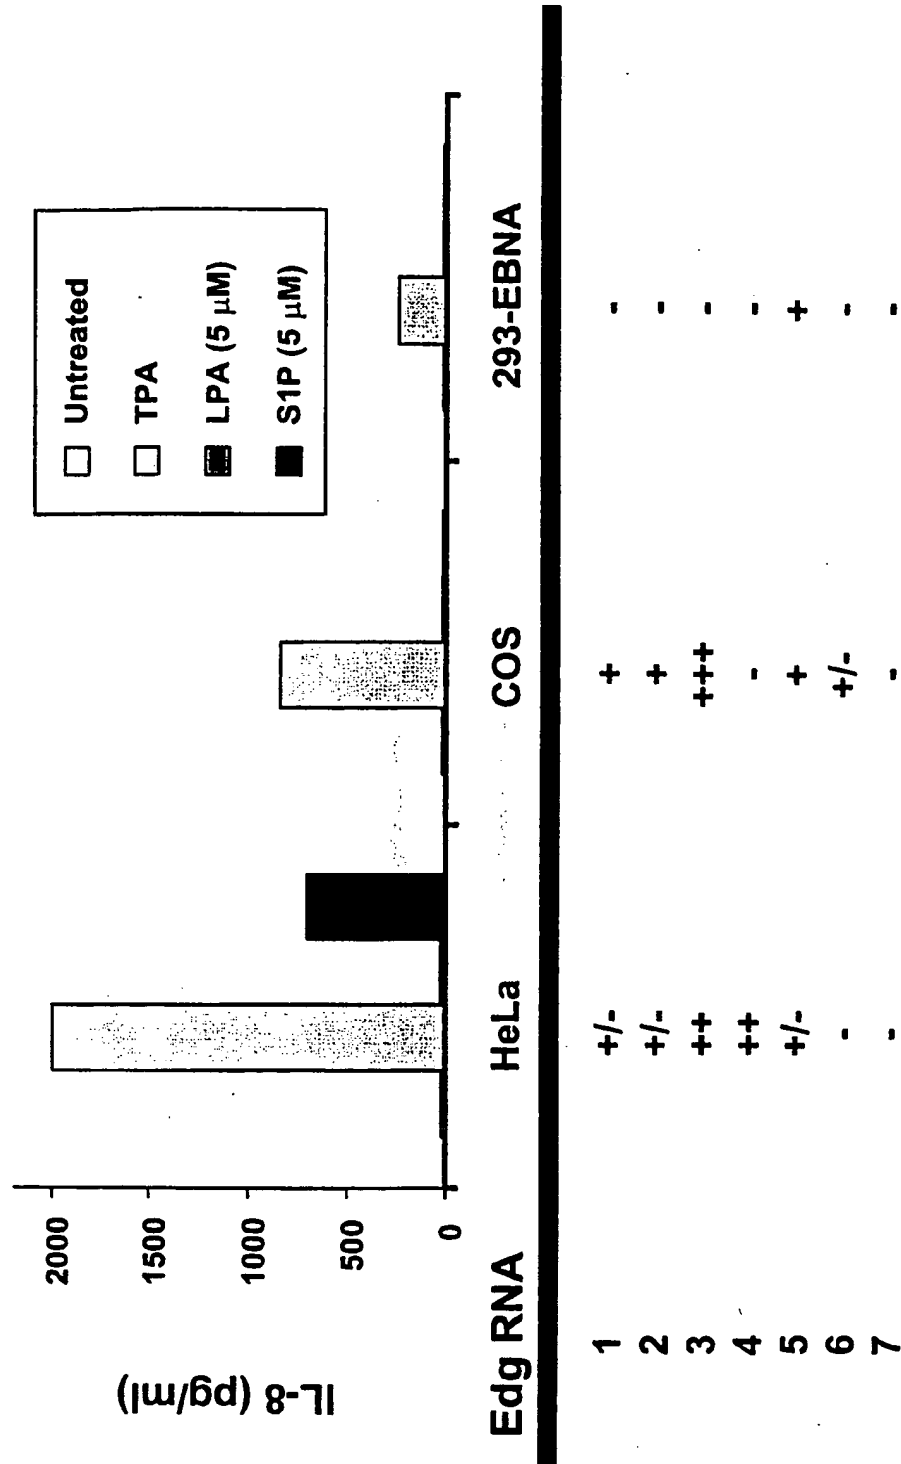 IL-8 (pg/ml)
2000
1500
1000
500
0
Untreated
TPA
LPA (5 μM)
S1P (5 μM)
Edg RNA HeLa COS 293-EBNA
1 +/- + -
2 +/- + -
3 ++ +++ -
4 ++ - -
5 +/- + +
6 - +/- -
7 - - -